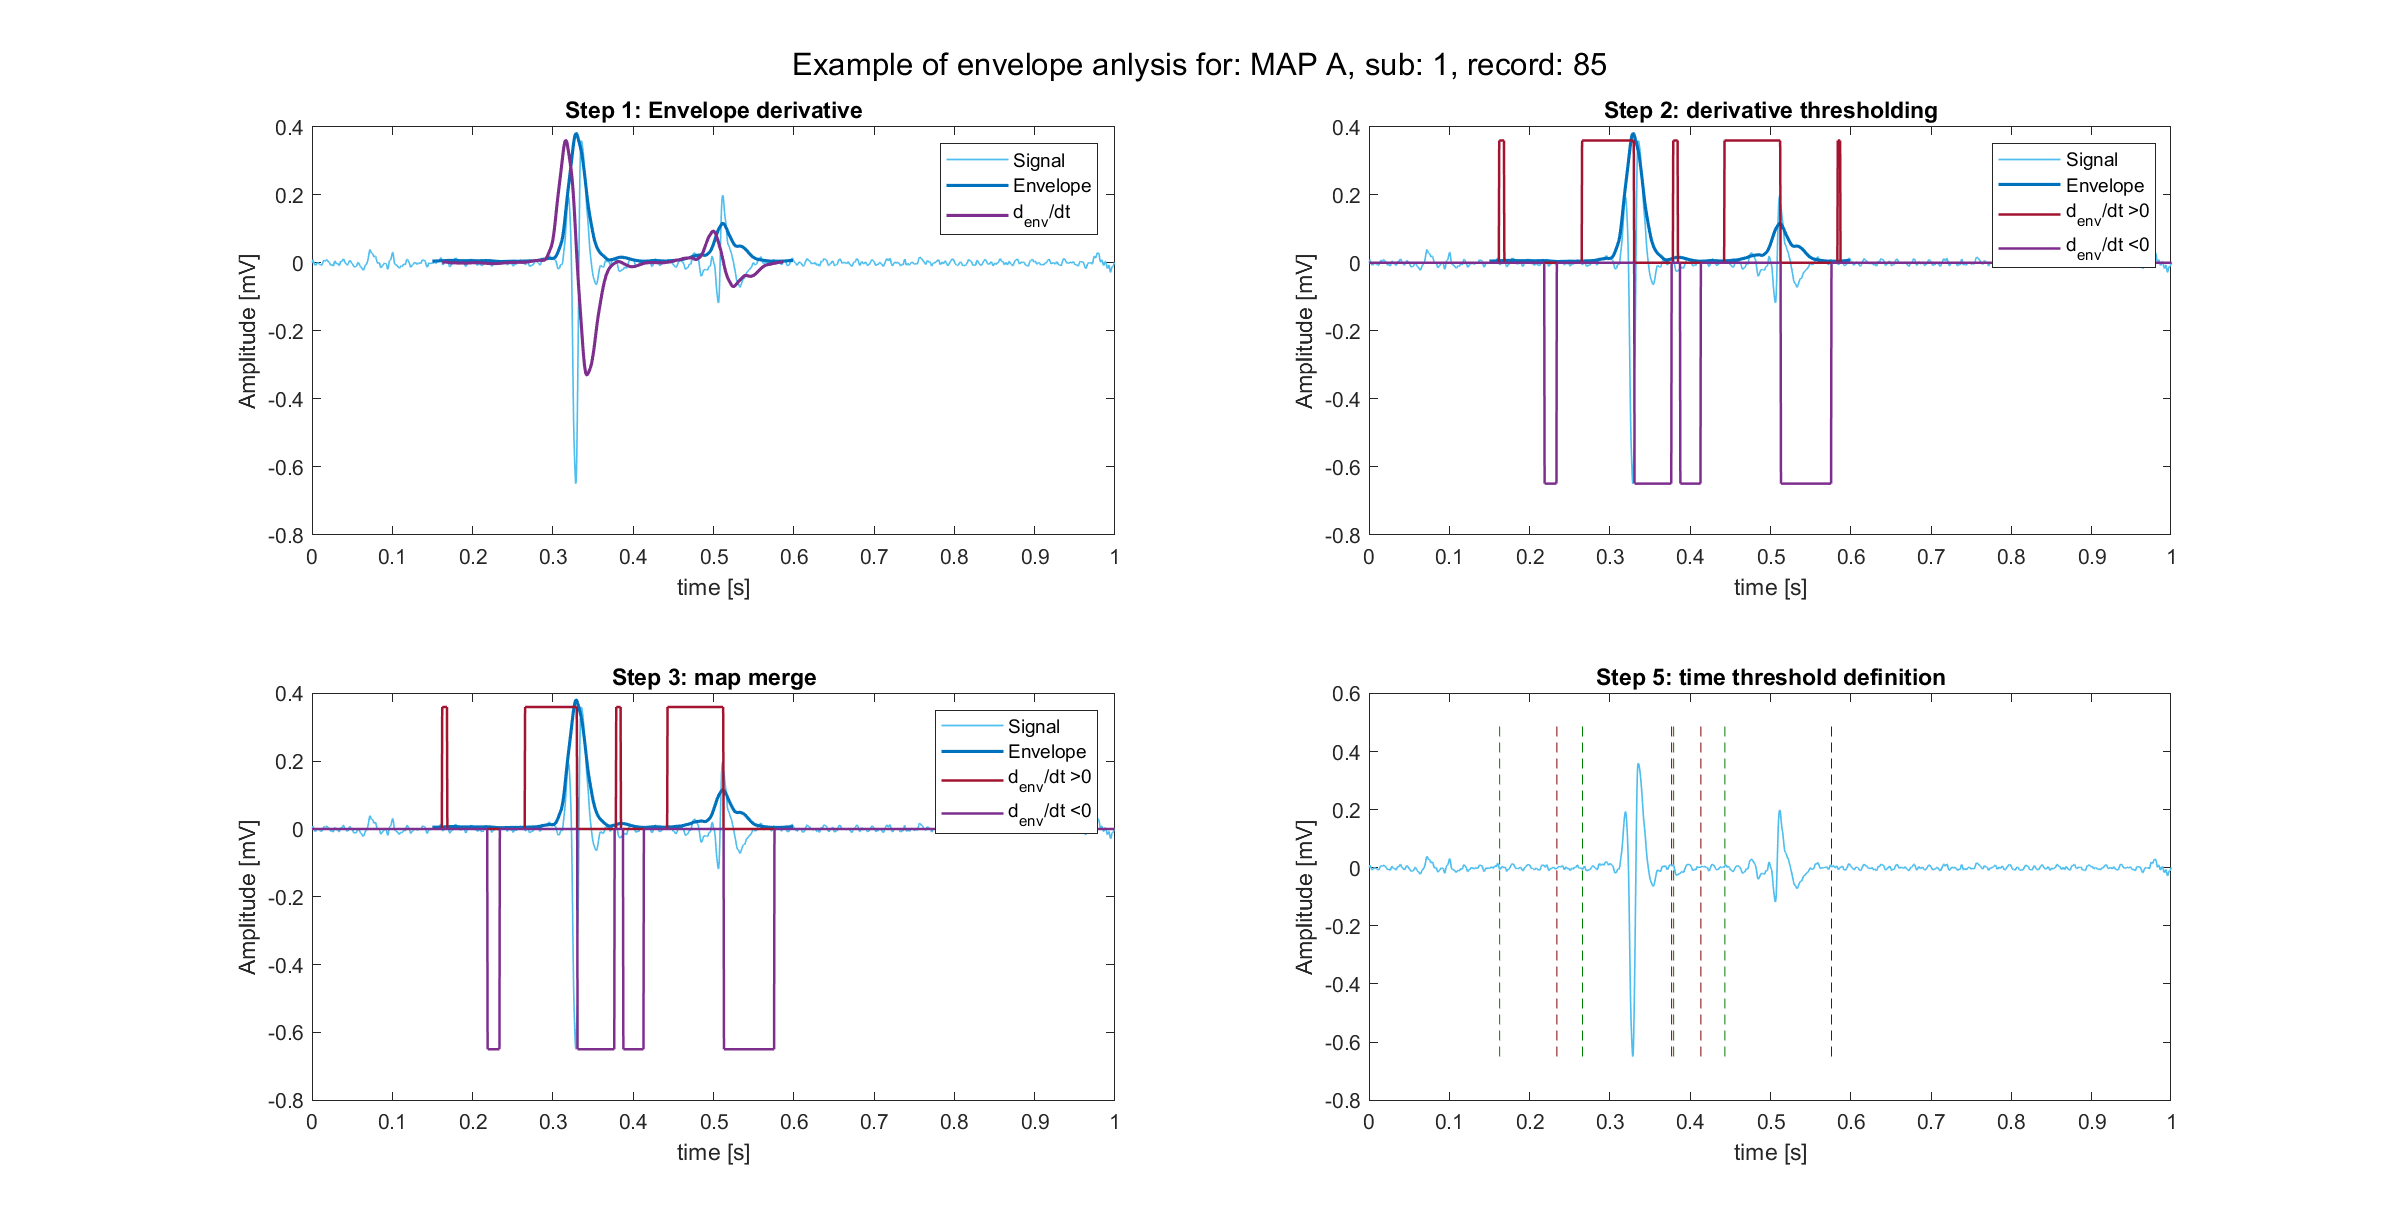 Example of envelope anlysis for: MAP A, sub: 1, record: 85
Step 1: Envelope derivative
0.4
0.2
0
-0.2
-0.4
-0.6
-0.8
Amplitude [mV]
0 0.1 0.2 0.3 0.4 0.5 0.6 0.7 0.8 0.9 1
time [s]
Signal
Envelope
d_env/dt
Step 2: derivative thresholding
0.4
0.2
0
-0.2
-0.4
-0.6
-0.8
Amplitude [mV]
0 0.1 0.2 0.3 0.4 0.5 0.6 0.7 0.8 0.9 1
time [s]
Signal
Envelope
d_env/dt >0
d_env/dt <0
Step 3: map merge
0.4
0.2
0
-0.2
-0.4
-0.6
-0.8
Amplitude [mV]
0 0.1 0.2 0.3 0.4 0.5 0.6 0.7 0.8 0.9 1
time [s]
Signal
Envelope
d_env/dt >0
d_env/dt <0
Step 5: time threshold definition
0.6
0.4
0.2
0
-0.2
-0.4
-0.6
-0.8
Amplitude [mV]
0 0.1 0.2 0.3 0.4 0.5 0.6 0.7 0.8 0.9 1
time [s]